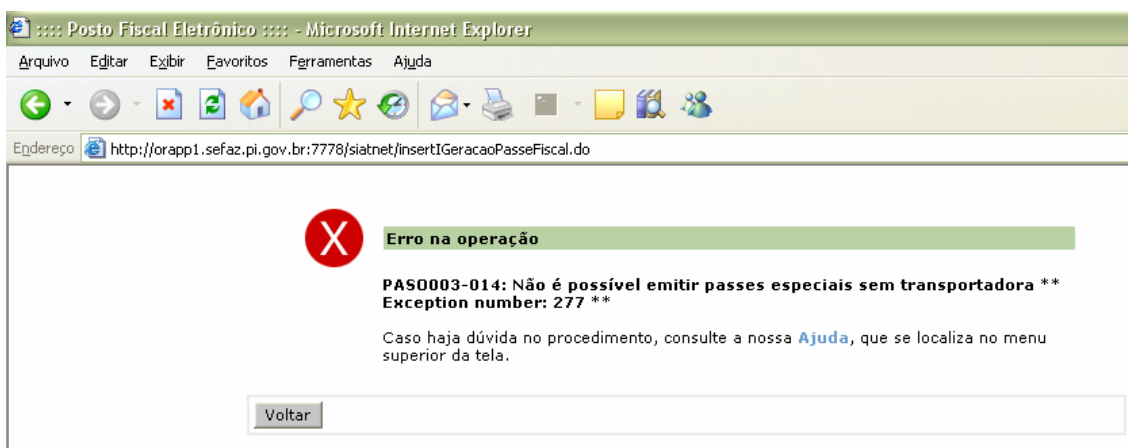 :::: Posto Fiscal Eletrônico :::: - Microsoft Internet Explorer
Arquivo Editar Exibir Favoritos Ferramentas Ajuda
Endereço http://orapp1.sefaz.pi.gov.br:7778/siatnet/insertIGeracaoPasseFiscal.do
Erro na operação
PASO003-014: Não é possível emitir passes especiais sem transportadora **
Exception number: 277 **
Caso haja dúvida no procedimento, consulte a nossa Ajuda, que se localiza no menu
superior da tela.
Voltar